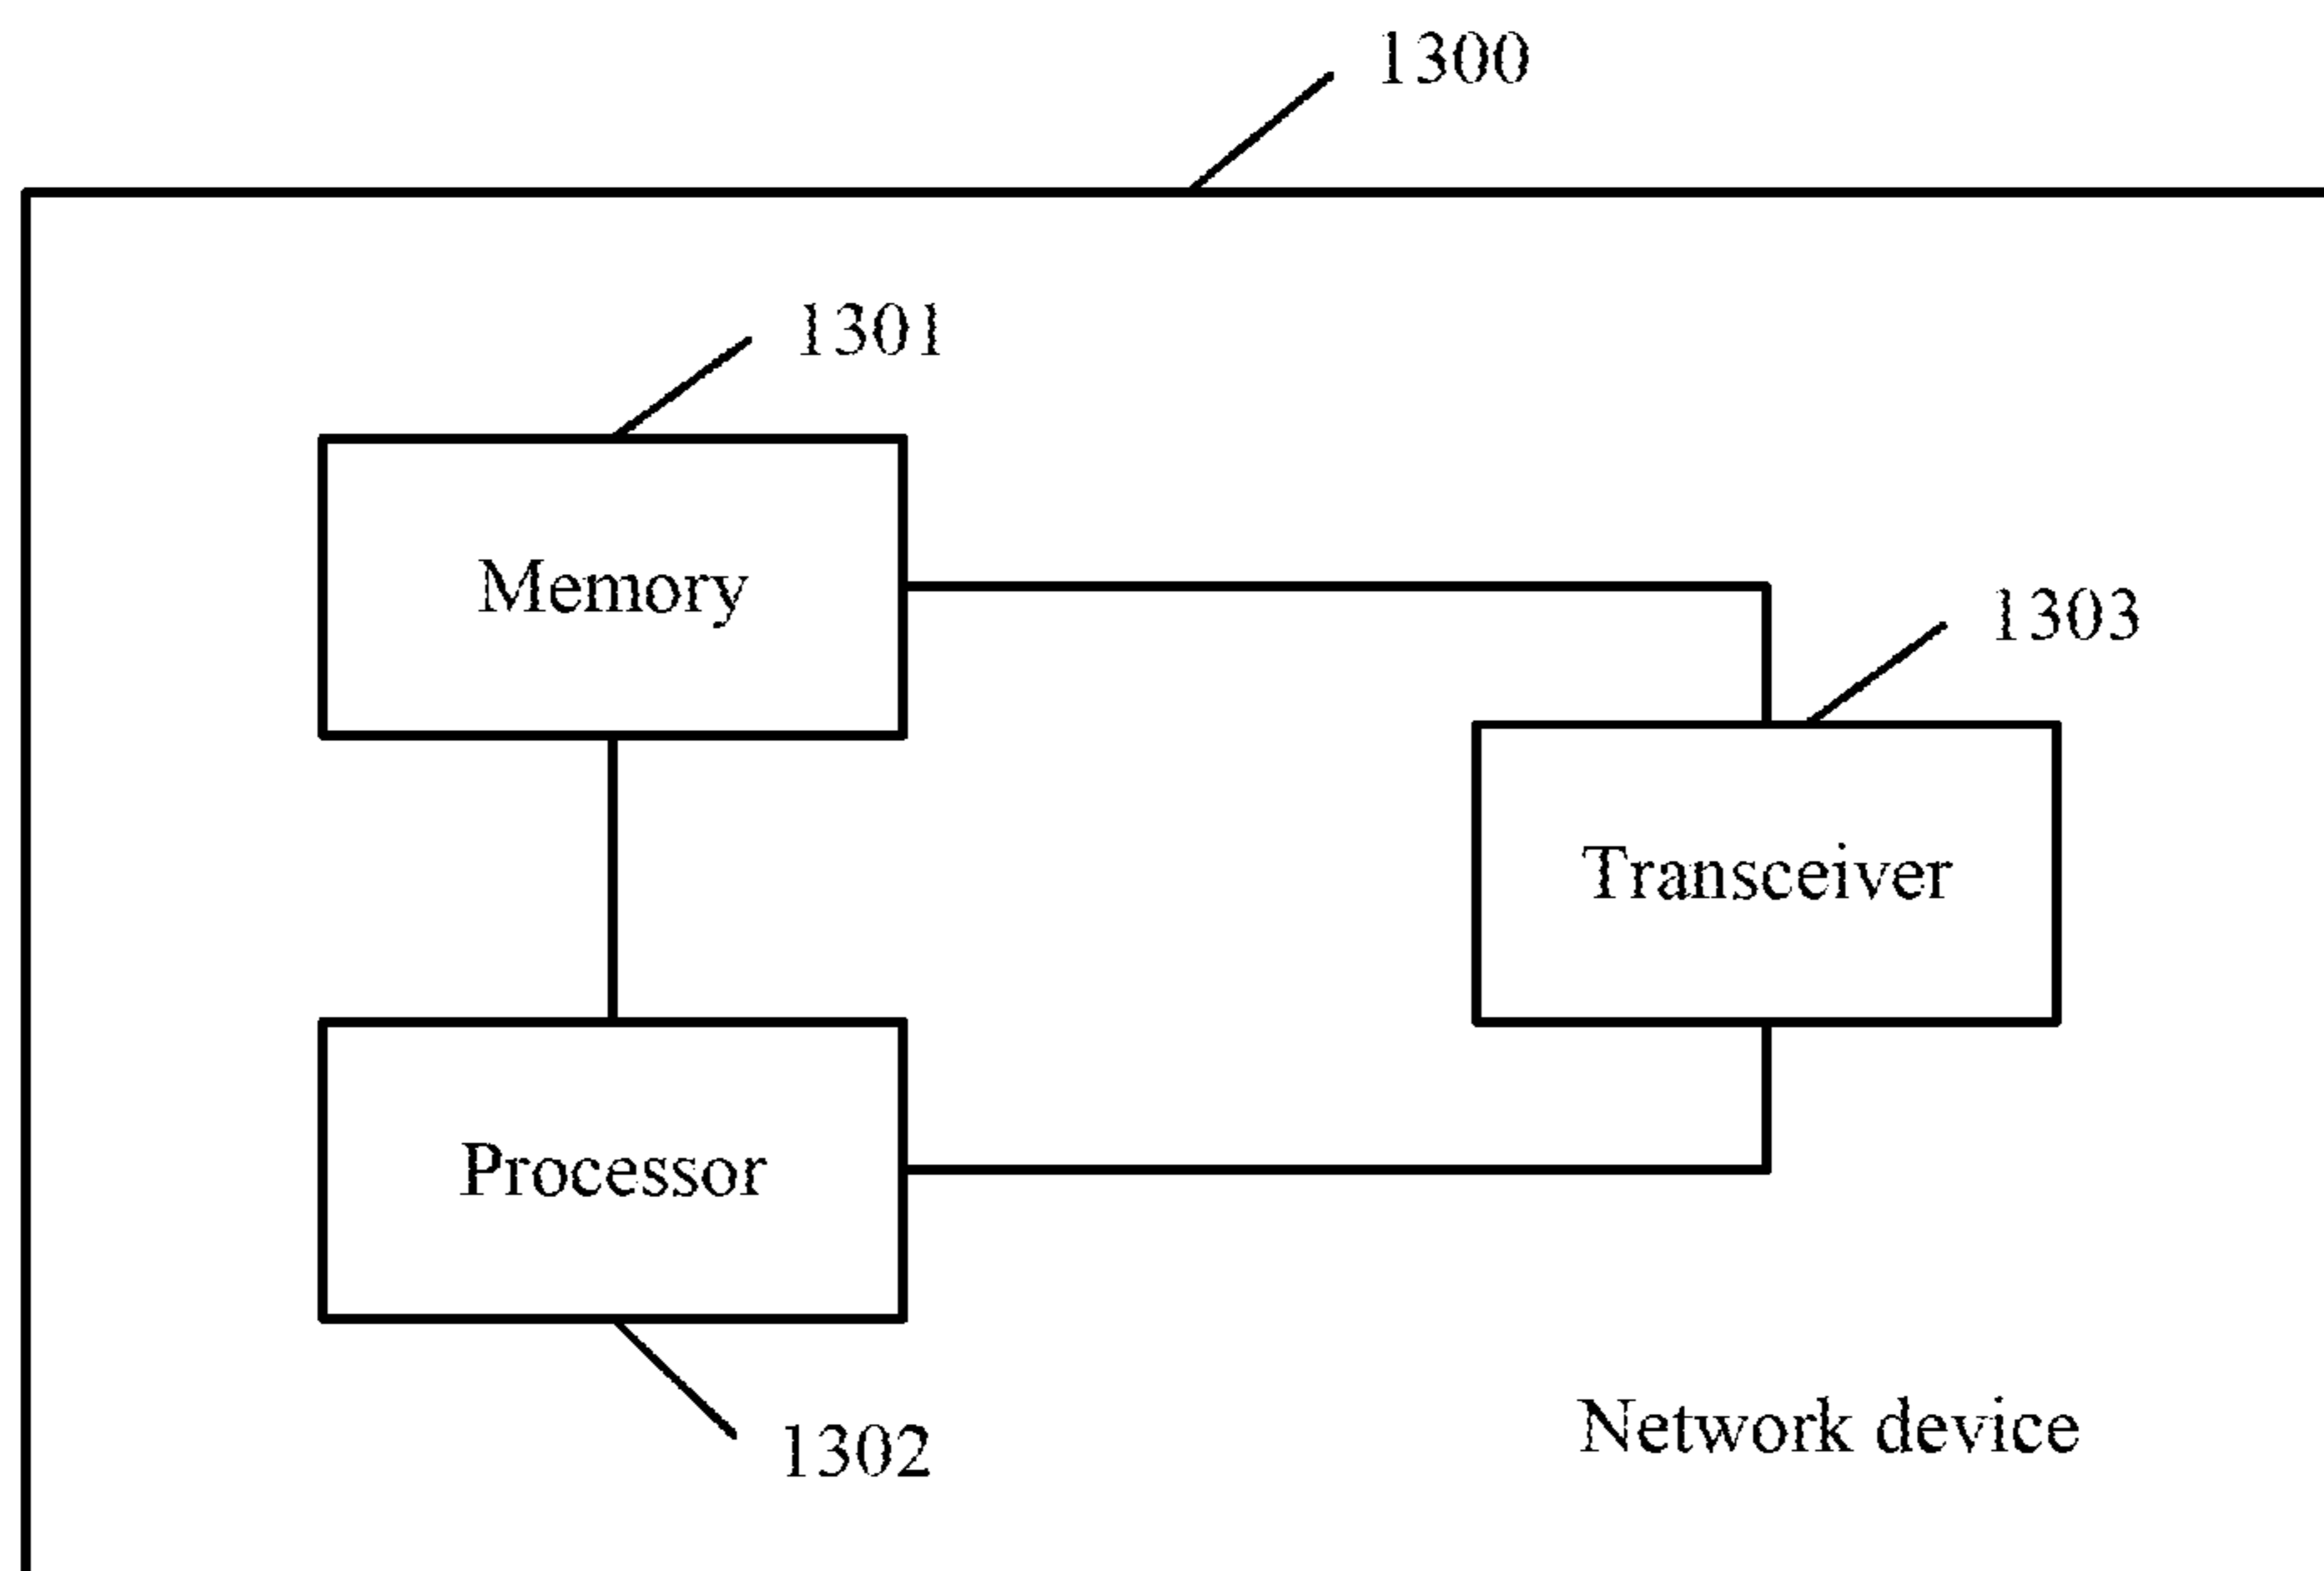 1300
1301
Memory
1303
Transceiver
Processor
1302
Network device